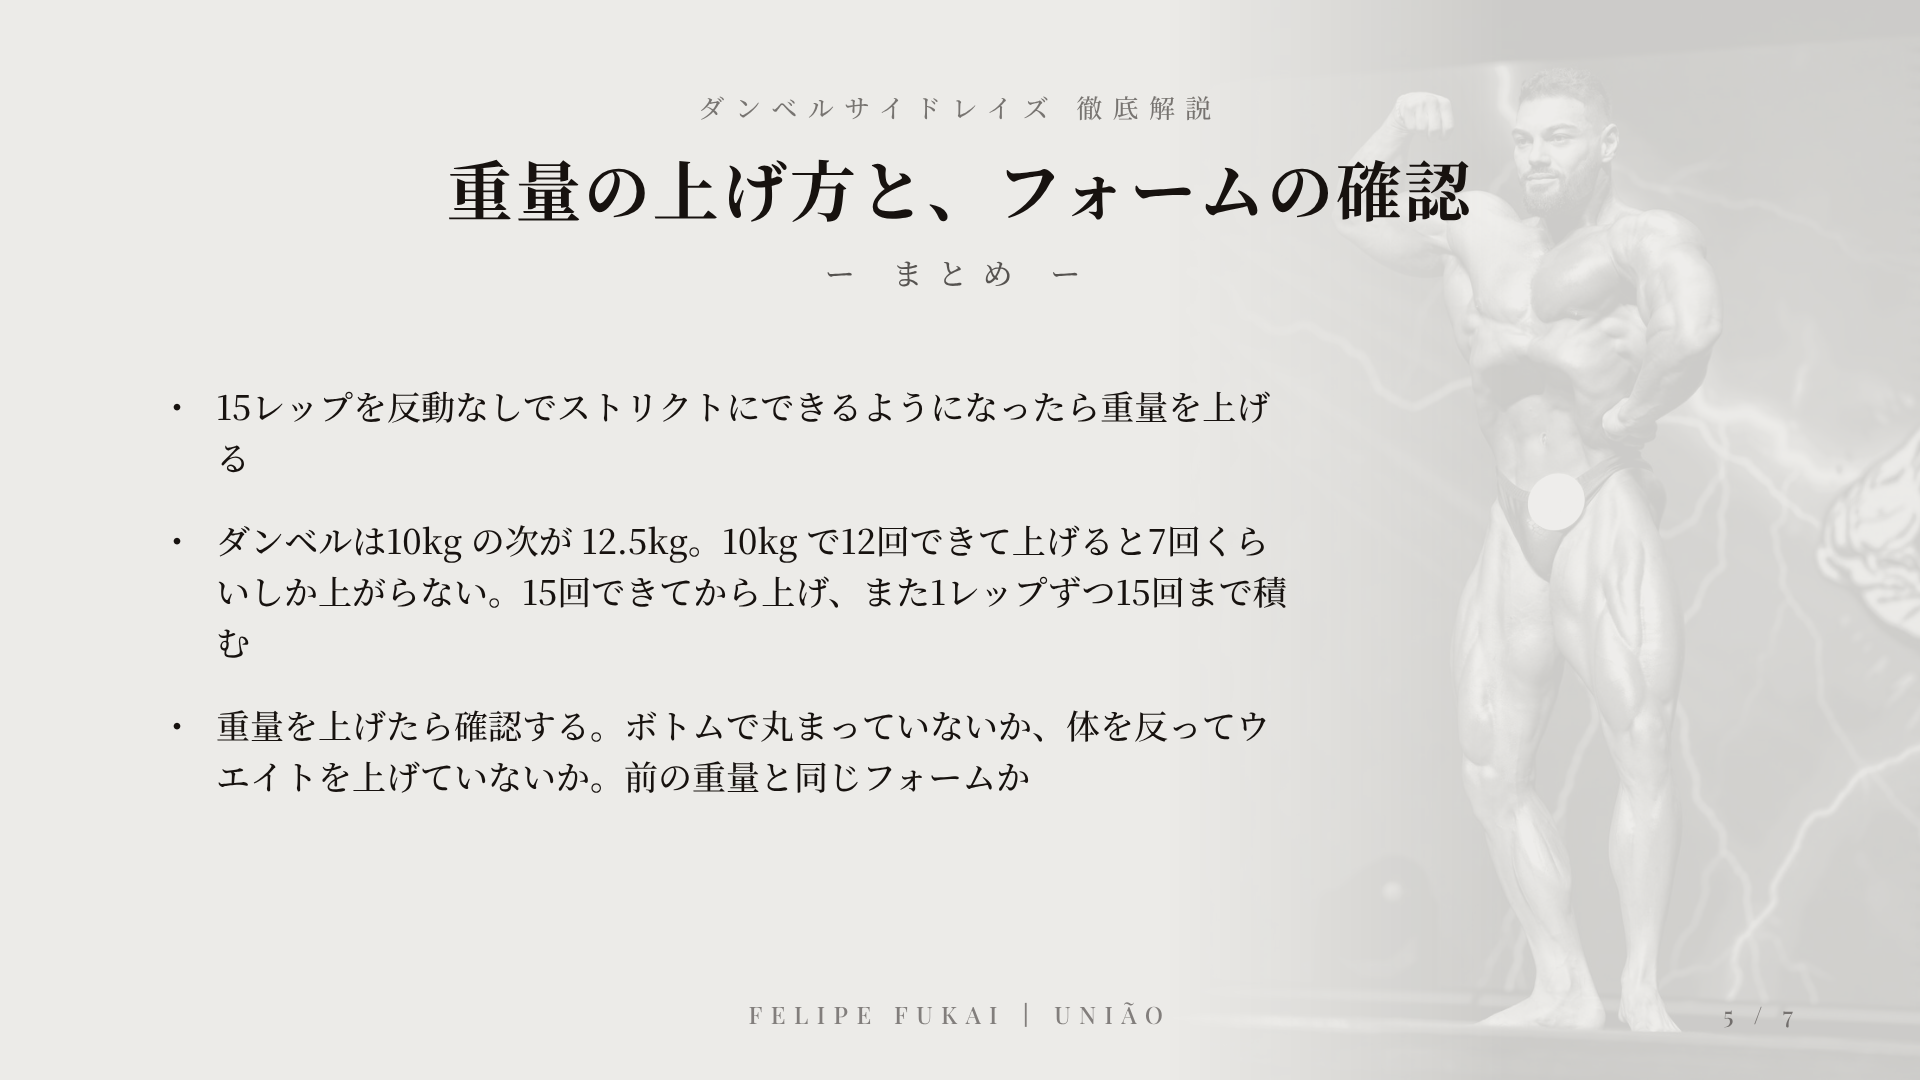 ダンベルサイドレイズ 徹底解説
重量の上げ方と、フォームの確認
ー まとめ ー
・ 15レップを反動なしでストリクトにできるようになったら重量を上げ
る
・ ダンベルは10kg の次が 12.5kg。10kg で12回できて上げると7回くら
いしか上がらない。15回できてから上げ、また1レップずつ15回まで積
む
・ 重量を上げたら確認する。ボトムで丸まっていないか、体を反ってウ
エイトを上げていないか。前の重量と同じフォームか
FELIPE FUKAI | UNIÃO
5 / 7